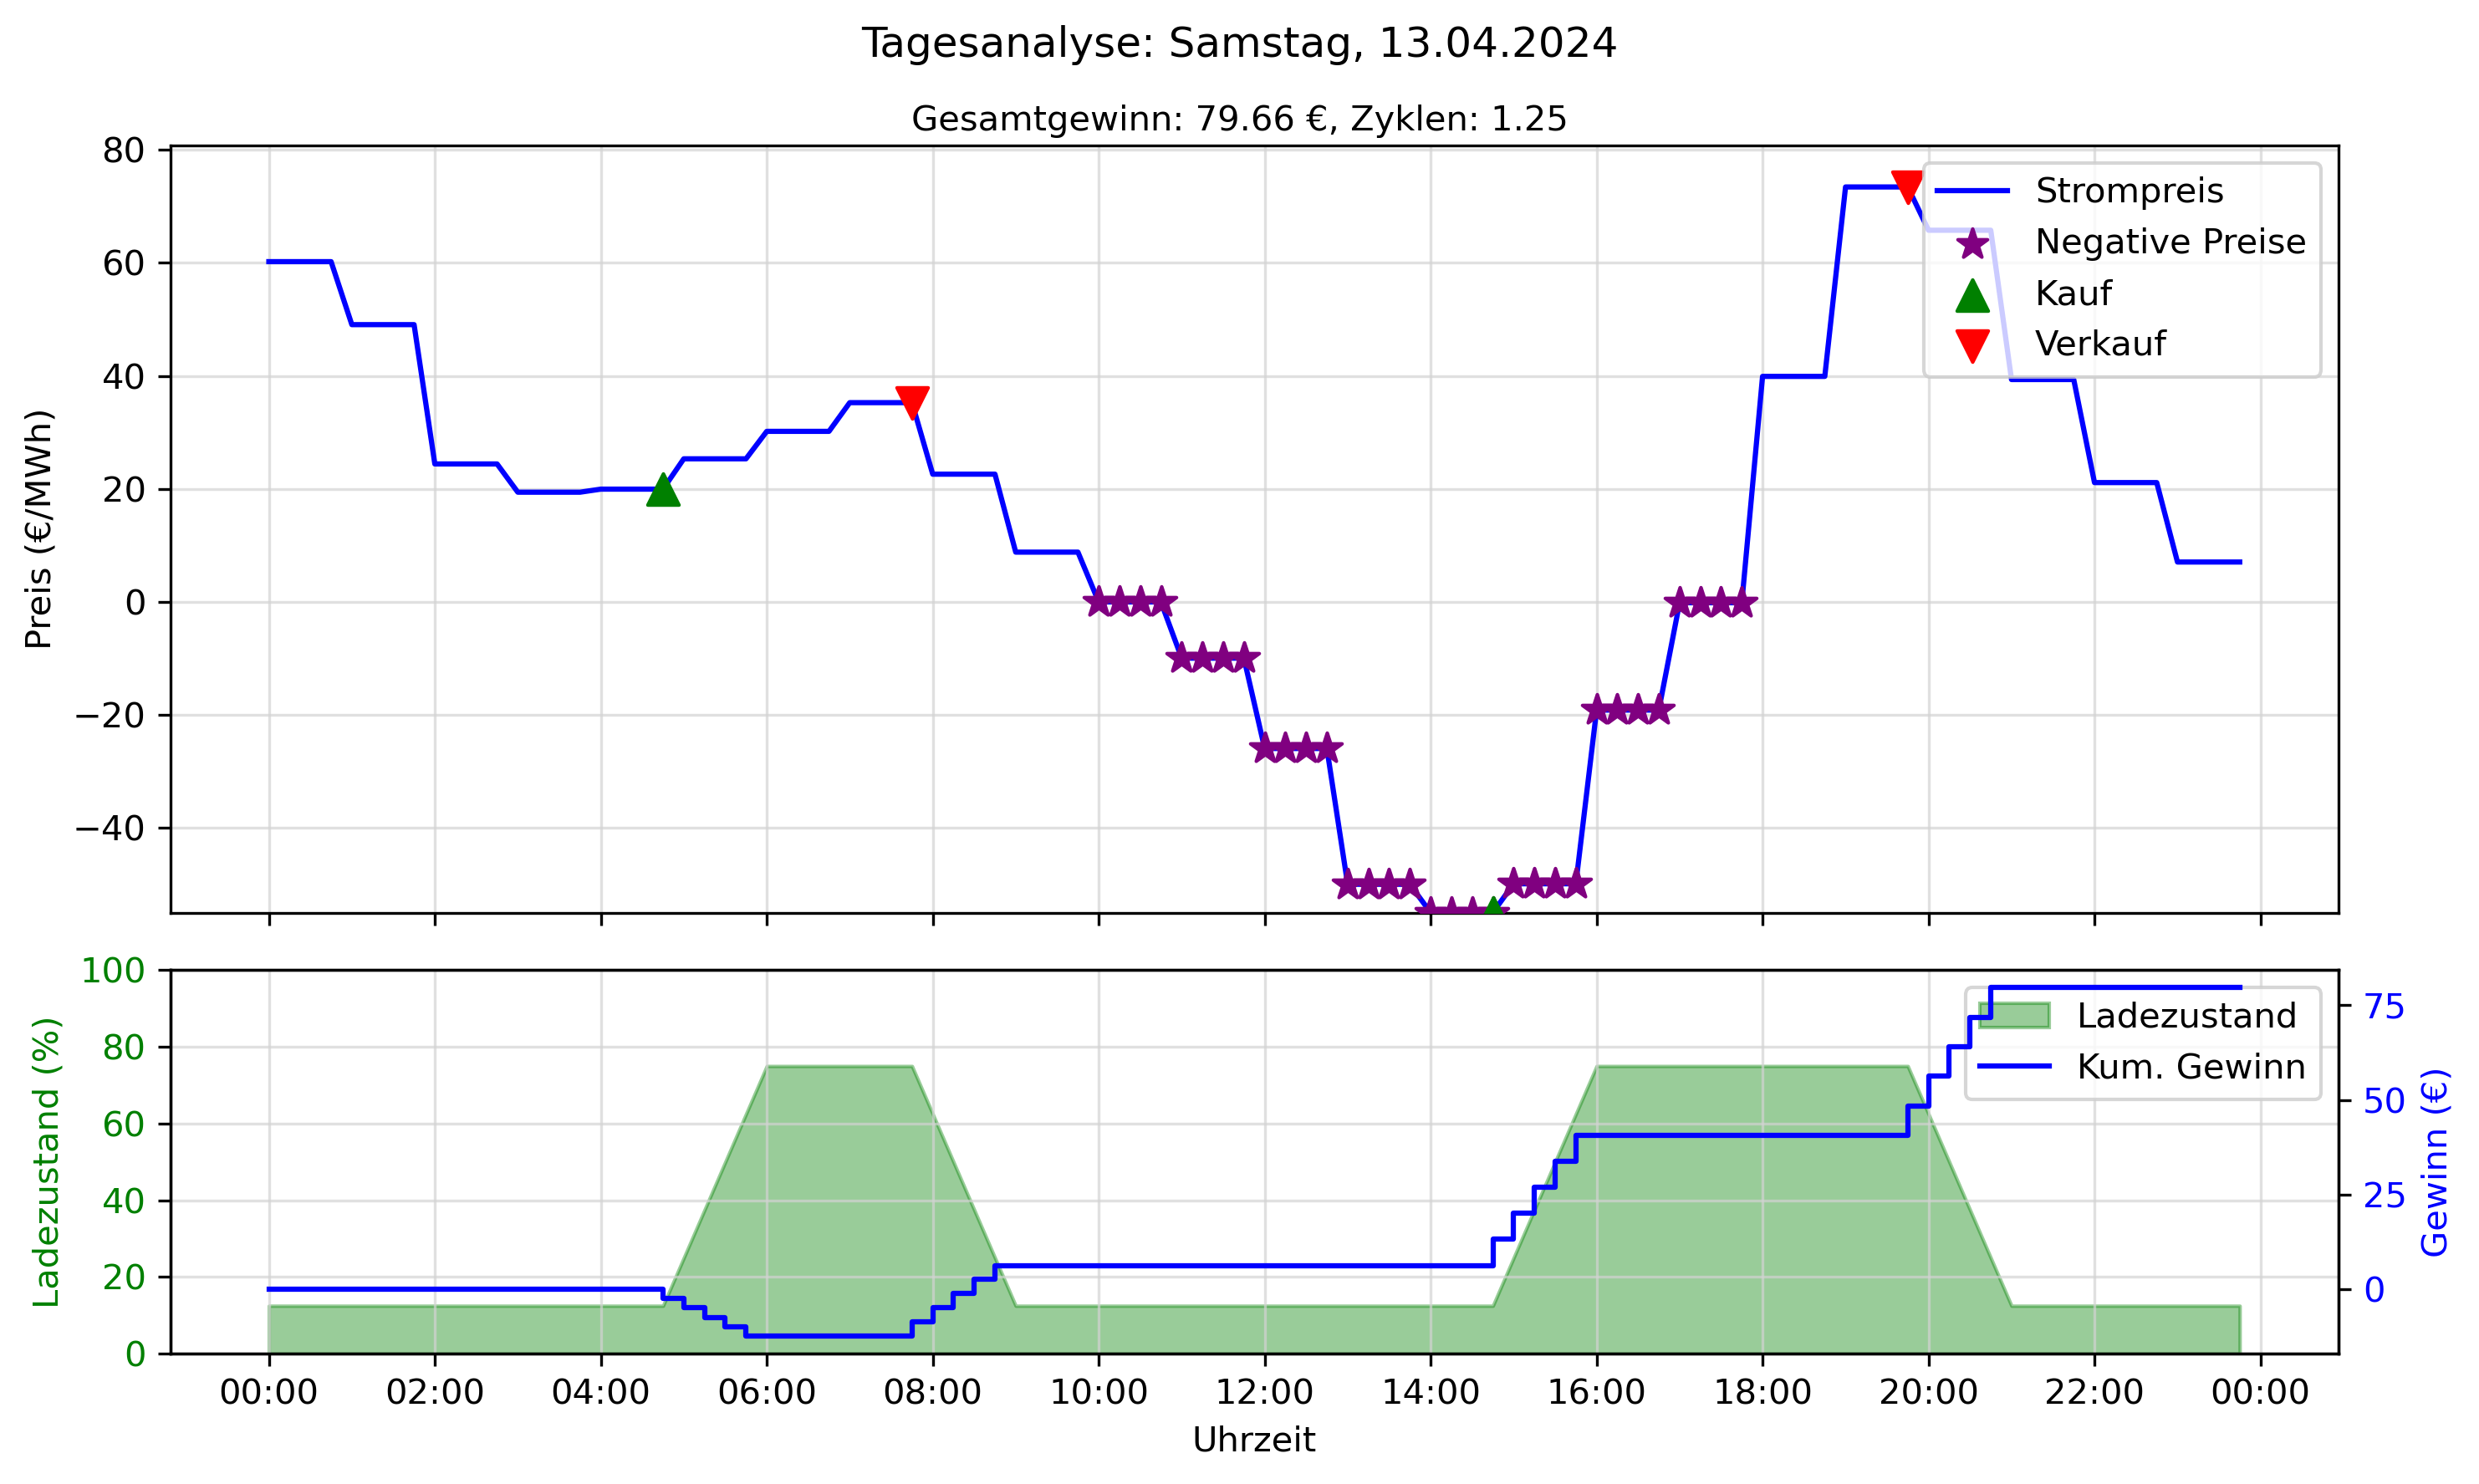 Tagesanalyse: Samstag, 13.04.2024
Gesamtgewinn: 79.66 €, Zyklen: 1.25
Preis (€/MWh)
80
60
40
20
0
−20
−40
Strompreis
Negative Preise
Kauf
Verkauf
Ladezustand (%)
100
80
60
40
20
0
Ladezustand
Kum. Gewinn
75
50
25
0
Gewinn (€)
00:00 02:00 04:00 06:00 08:00 10:00 12:00 14:00 16:00 18:00 20:00 22:00 00:00
Uhrzeit